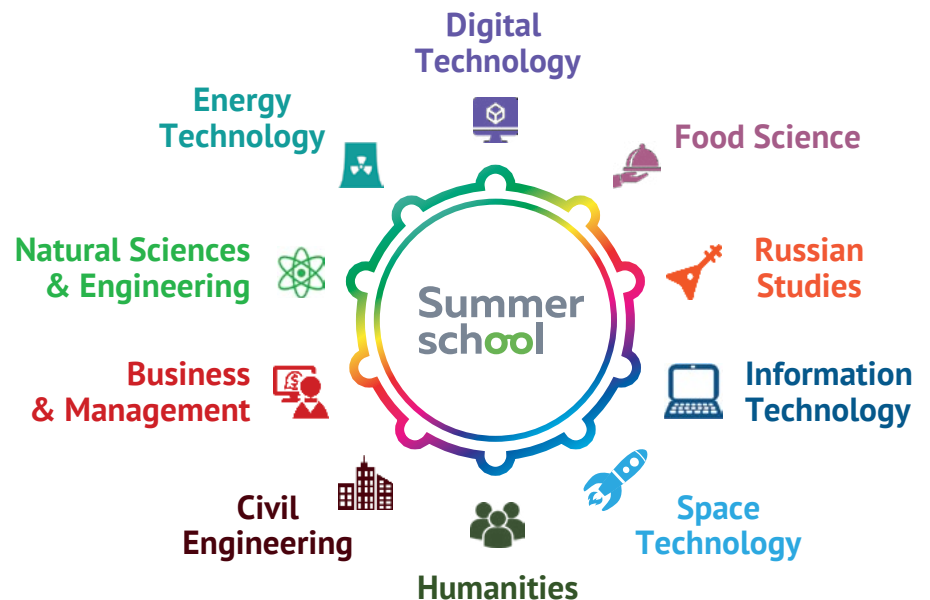 Digital
Technology
Energy
Technology
Food Science
Natural Sciences
& Engineering
Russian
Studies
Summer
school
Business
& Management
Information
Technology
Civil
Engineering
Space
Technology
Humanities